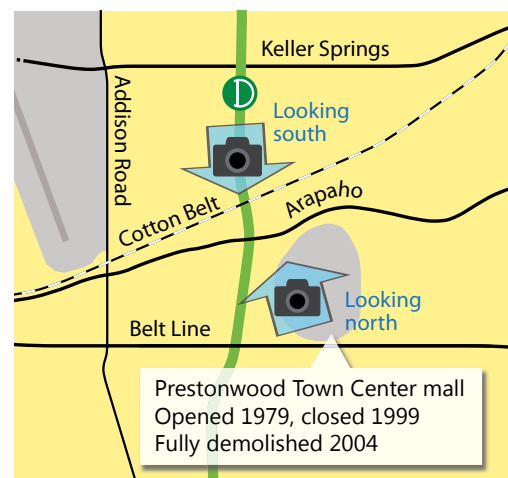 Keller Springs
Addison Road
D
Looking
south
Cotton Belt
Arapaho
Looking
north
Belt Line
Prestonwood Town Center mall
Opened 1979, closed 1999
Fully demolished 2004